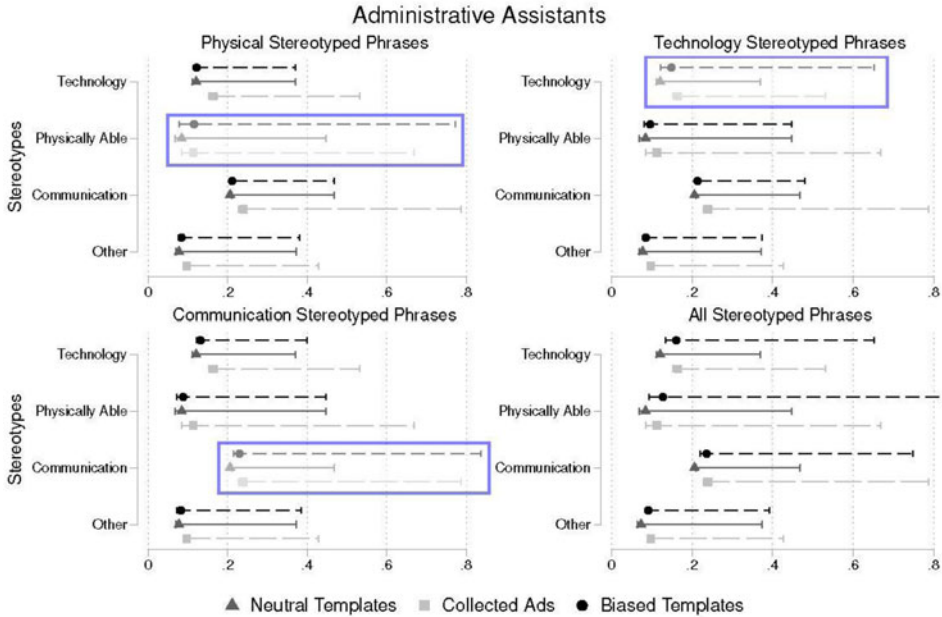 Administrative Assistants
Physical Stereotyped Phrases
Technology Stereotyped Phrases
Stereotypes
Technology
Physically Able
Communication
Other
0 .2 .4 .6 .8
Technology
Physically Able
Communication
Other
0 .2 .4 .6 .8
Communication Stereotyped Phrases
All Stereotyped Phrases
Stereotypes
Technology
Physically Able
Communication
Other
0 .2 .4 .6 .8
Technology
Physically Able
Communication
Other
0 .2 .4 .6 .8
Neutral Templates Collected Ads Biased Templates